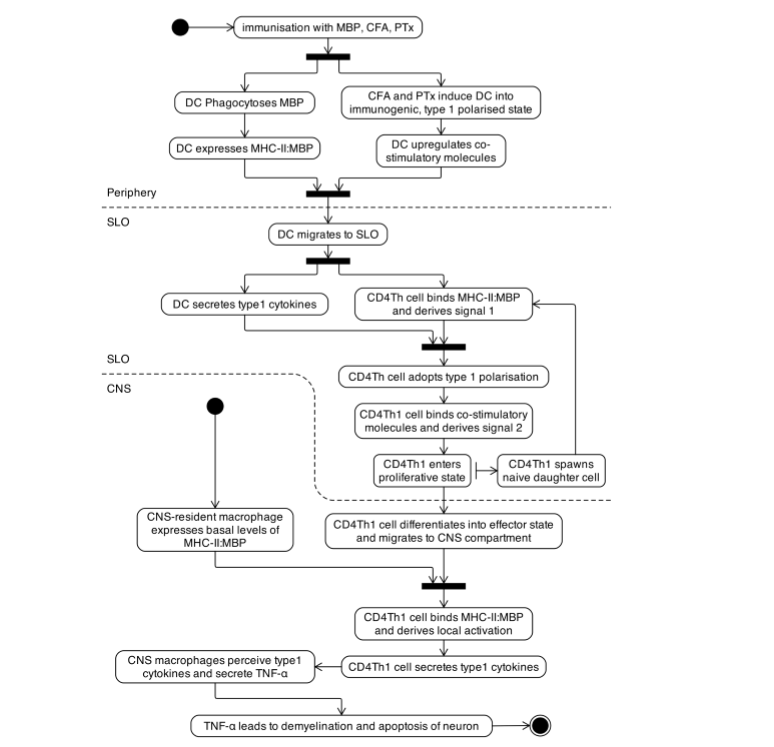 immunisation with MBP, CFA, PTx
DC Phagocytoses MBP
CFA and PTx induce DC into
immunogenic, type 1 polarised state
DC expresses MHC-II:MBP
DC upregulates co-
stimulatory molecules
Periphery
SLO
DC migrates to SLO
DC secretes type1 cytokines
CD4Th cell binds MHC-II:MBP
and derives signal 1
SLO
CNS
CD4Th cell adopts type 1 polarisation
CD4Th1 cell binds co-stimulatory
molecules and derives signal 2
CD4Th1 enters
proliferative state
CD4Th1 spawns
naive daughter cell
CNS-resident macrophage
expresses basal levels of
MHC-II:MBP
CD4Th1 cell differentiates into effector state
and migrates to CNS compartment
CD4Th1 cell binds MHC-II:MBP
and derives local activation
CD4Th1 cell secretes type1 cytokines
CNS macrophages perceive type1
cytokines and secrete TNF-α
TNF-α leads to demyelination and apoptosis of neuron